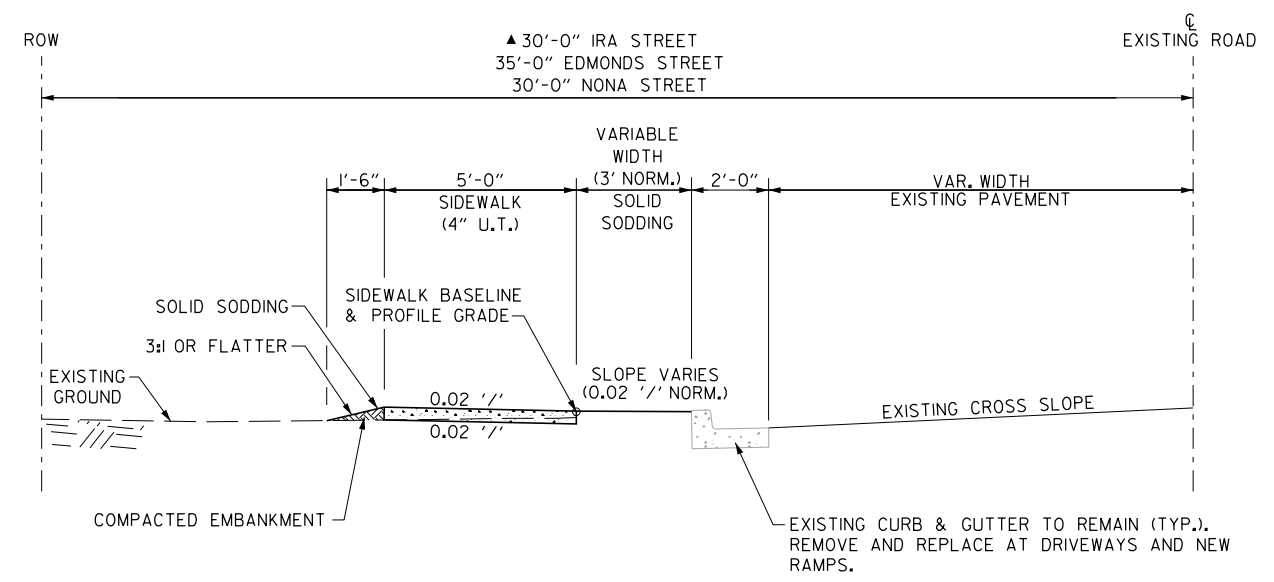 ROW
▲ 30'-0" IRA STREET
35'-0" EDMONDS STREET
30'-0" NONA STREET
℄
EXISTING ROAD
1'-6"
5'-0"
SIDEWALK
(4" U.T.)
VARIABLE
WIDTH
(3' NORM.)
SOLID
SODDING
2'-0"
VAR. WIDTH
EXISTING PAVEMENT
SOLID SODDING
3:1 OR FLATTER
EXISTING
GROUND
SIDEWALK BASELINE
& PROFILE GRADE
0.02 '/'
0.02 '/'
SLOPE VARIES
(0.02 '/' NORM.)
EXISTING CROSS SLOPE
COMPACTED EMBANKMENT
EXISTING CURB & GUTTER TO REMAIN (TYP.).
REMOVE AND REPLACE AT DRIVEWAYS AND NEW
RAMPS.